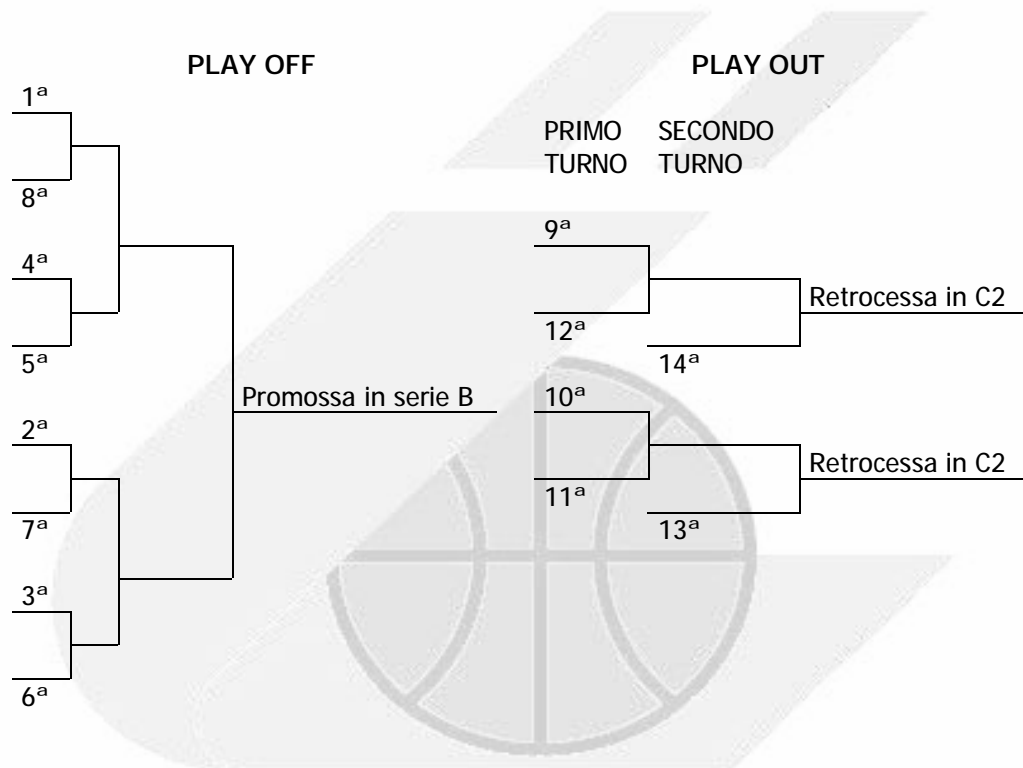 PLAY OFF
1ª
8ª
4ª
5ª
Promossa in serie B
2ª
7ª
3ª
6ª
PLAY OUT
PRIMO SECONDO
TURNO TURNO
9ª
12ª
Retrocessa in C2
14ª
10ª
11ª
Retrocessa in C2
13ª